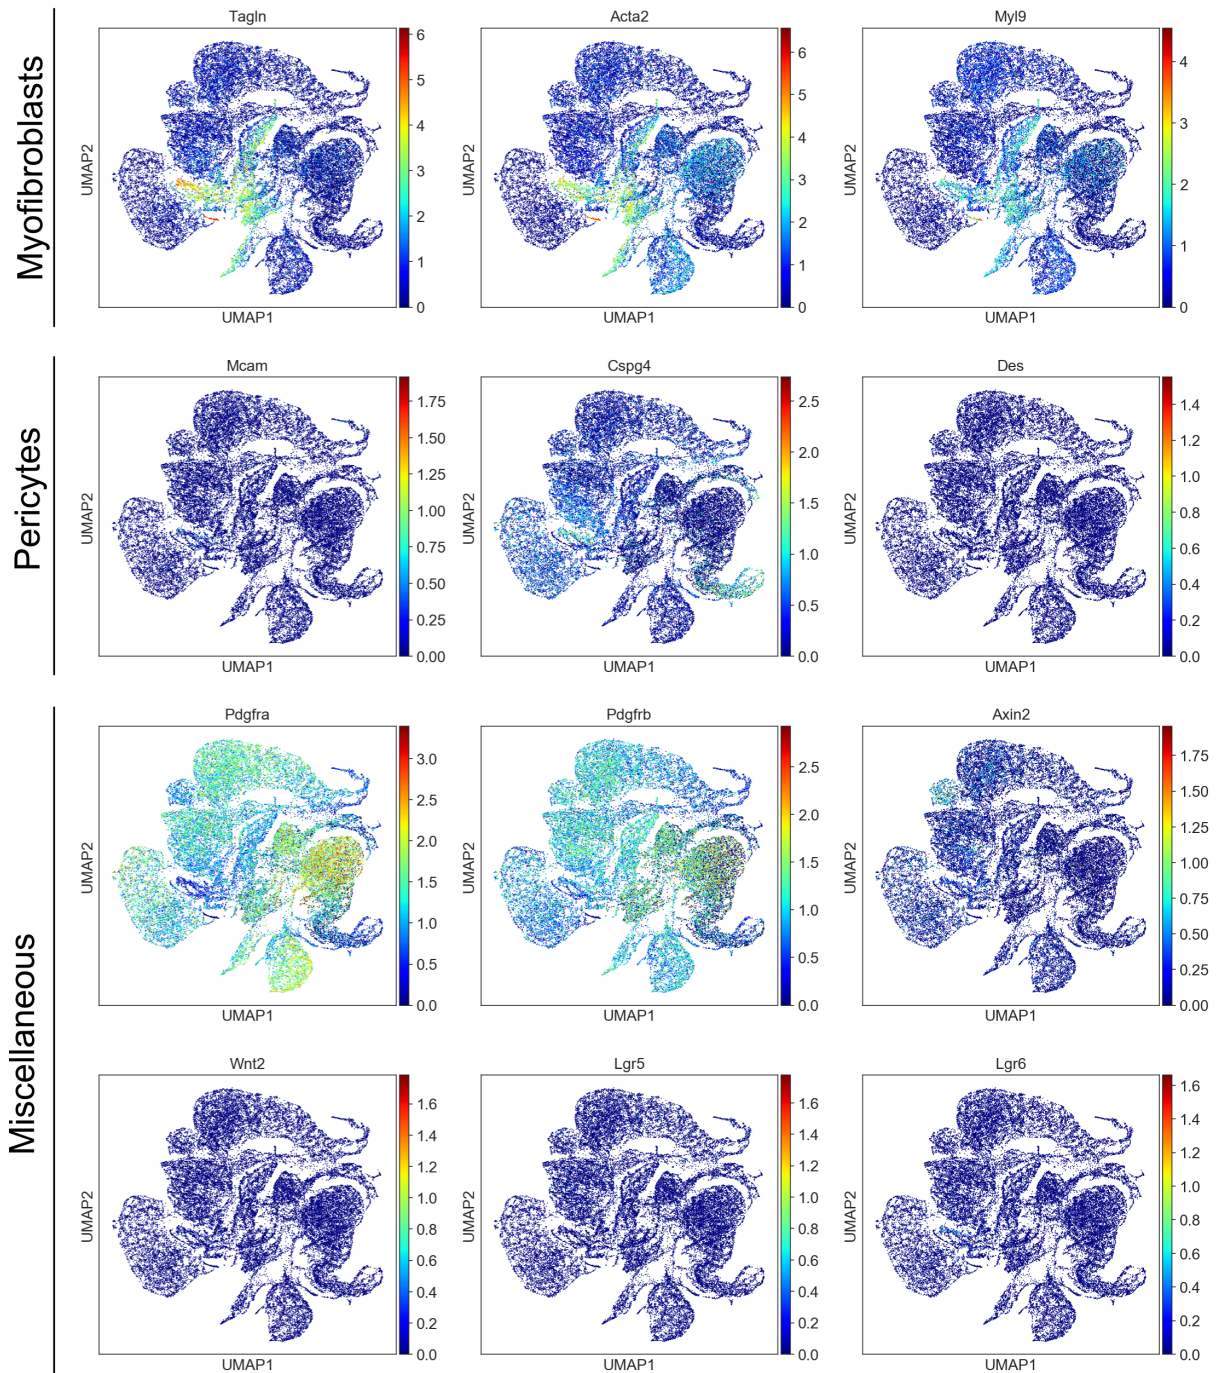 Myofibroblasts
Tagln
Acta2
Myl9
UMAP2
UMAP1
6
5
4
3
2
1
0
UMAP2
UMAP1
6
5
4
3
2
1
0
UMAP2
UMAP1
4
3
2
1
0
Pericytes
Mcam
Cspg4
Des
UMAP2
UMAP1
1.75
1.50
1.25
1.00
0.75
0.50
0.25
0.00
UMAP2
UMAP1
2.5
2.0
1.5
1.0
0.5
0.0
UMAP2
UMAP1
1.4
1.2
1.0
0.8
0.6
0.4
0.2
0.0
Miscellaneous
Pdgfra
Pdgfrb
Axin2
UMAP2
UMAP1
3.0
2.5
2.0
1.5
1.0
0.5
0.0
UMAP2
UMAP1
2.5
2.0
1.5
1.0
0.5
0.0
UMAP2
UMAP1
1.75
1.50
1.25
1.00
0.75
0.50
0.25
0.00
Wnt2
Lgr5
Lgr6
UMAP2
UMAP1
1.6
1.4
1.2
1.0
0.8
0.6
0.4
0.2
0.0
UMAP2
UMAP1
1.6
1.4
1.2
1.0
0.8
0.6
0.4
0.2
0.0
UMAP2
UMAP1
1.6
1.4
1.2
1.0
0.8
0.6
0.4
0.2
0.0